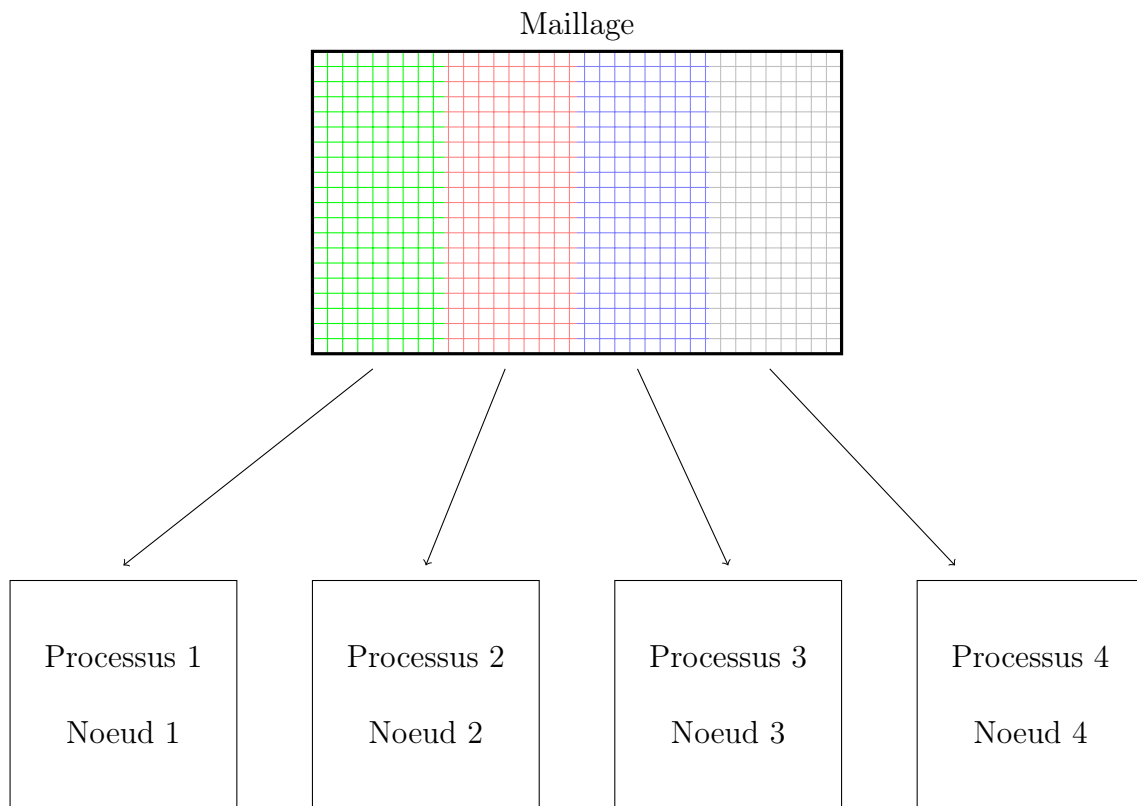 Maillage
Processus 1
Noeud 1
Processus 2
Noeud 2
Processus 3
Noeud 3
Processus 4
Noeud 4